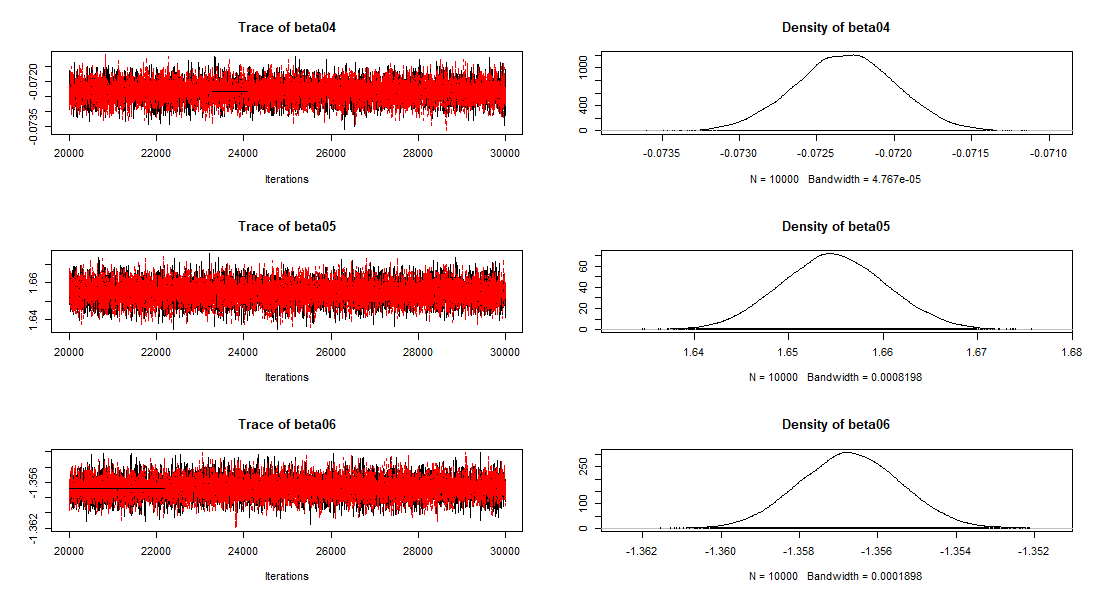 Trace of beta04
-0.0735 -0.0720
20000 22000 24000 26000 28000 30000
Iterations
Density of beta04
0 400 1000
-0.0735 -0.0730 -0.0725 -0.0720 -0.0715 -0.0710
N = 10000 Bandwidth = 4.767e-05
Trace of beta05
1.64 1.66
20000 22000 24000 26000 28000 30000
Iterations
Density of beta05
0 20 40 60
1.64 1.65 1.66 1.67 1.68
N = 10000 Bandwidth = 0.0008198
Trace of beta06
-1.362 -1.356
20000 22000 24000 26000 28000 30000
Iterations
Density of beta06
0 100 250
-1.362 -1.360 -1.358 -1.356 -1.354 -1.352
N = 10000 Bandwidth = 0.0001898